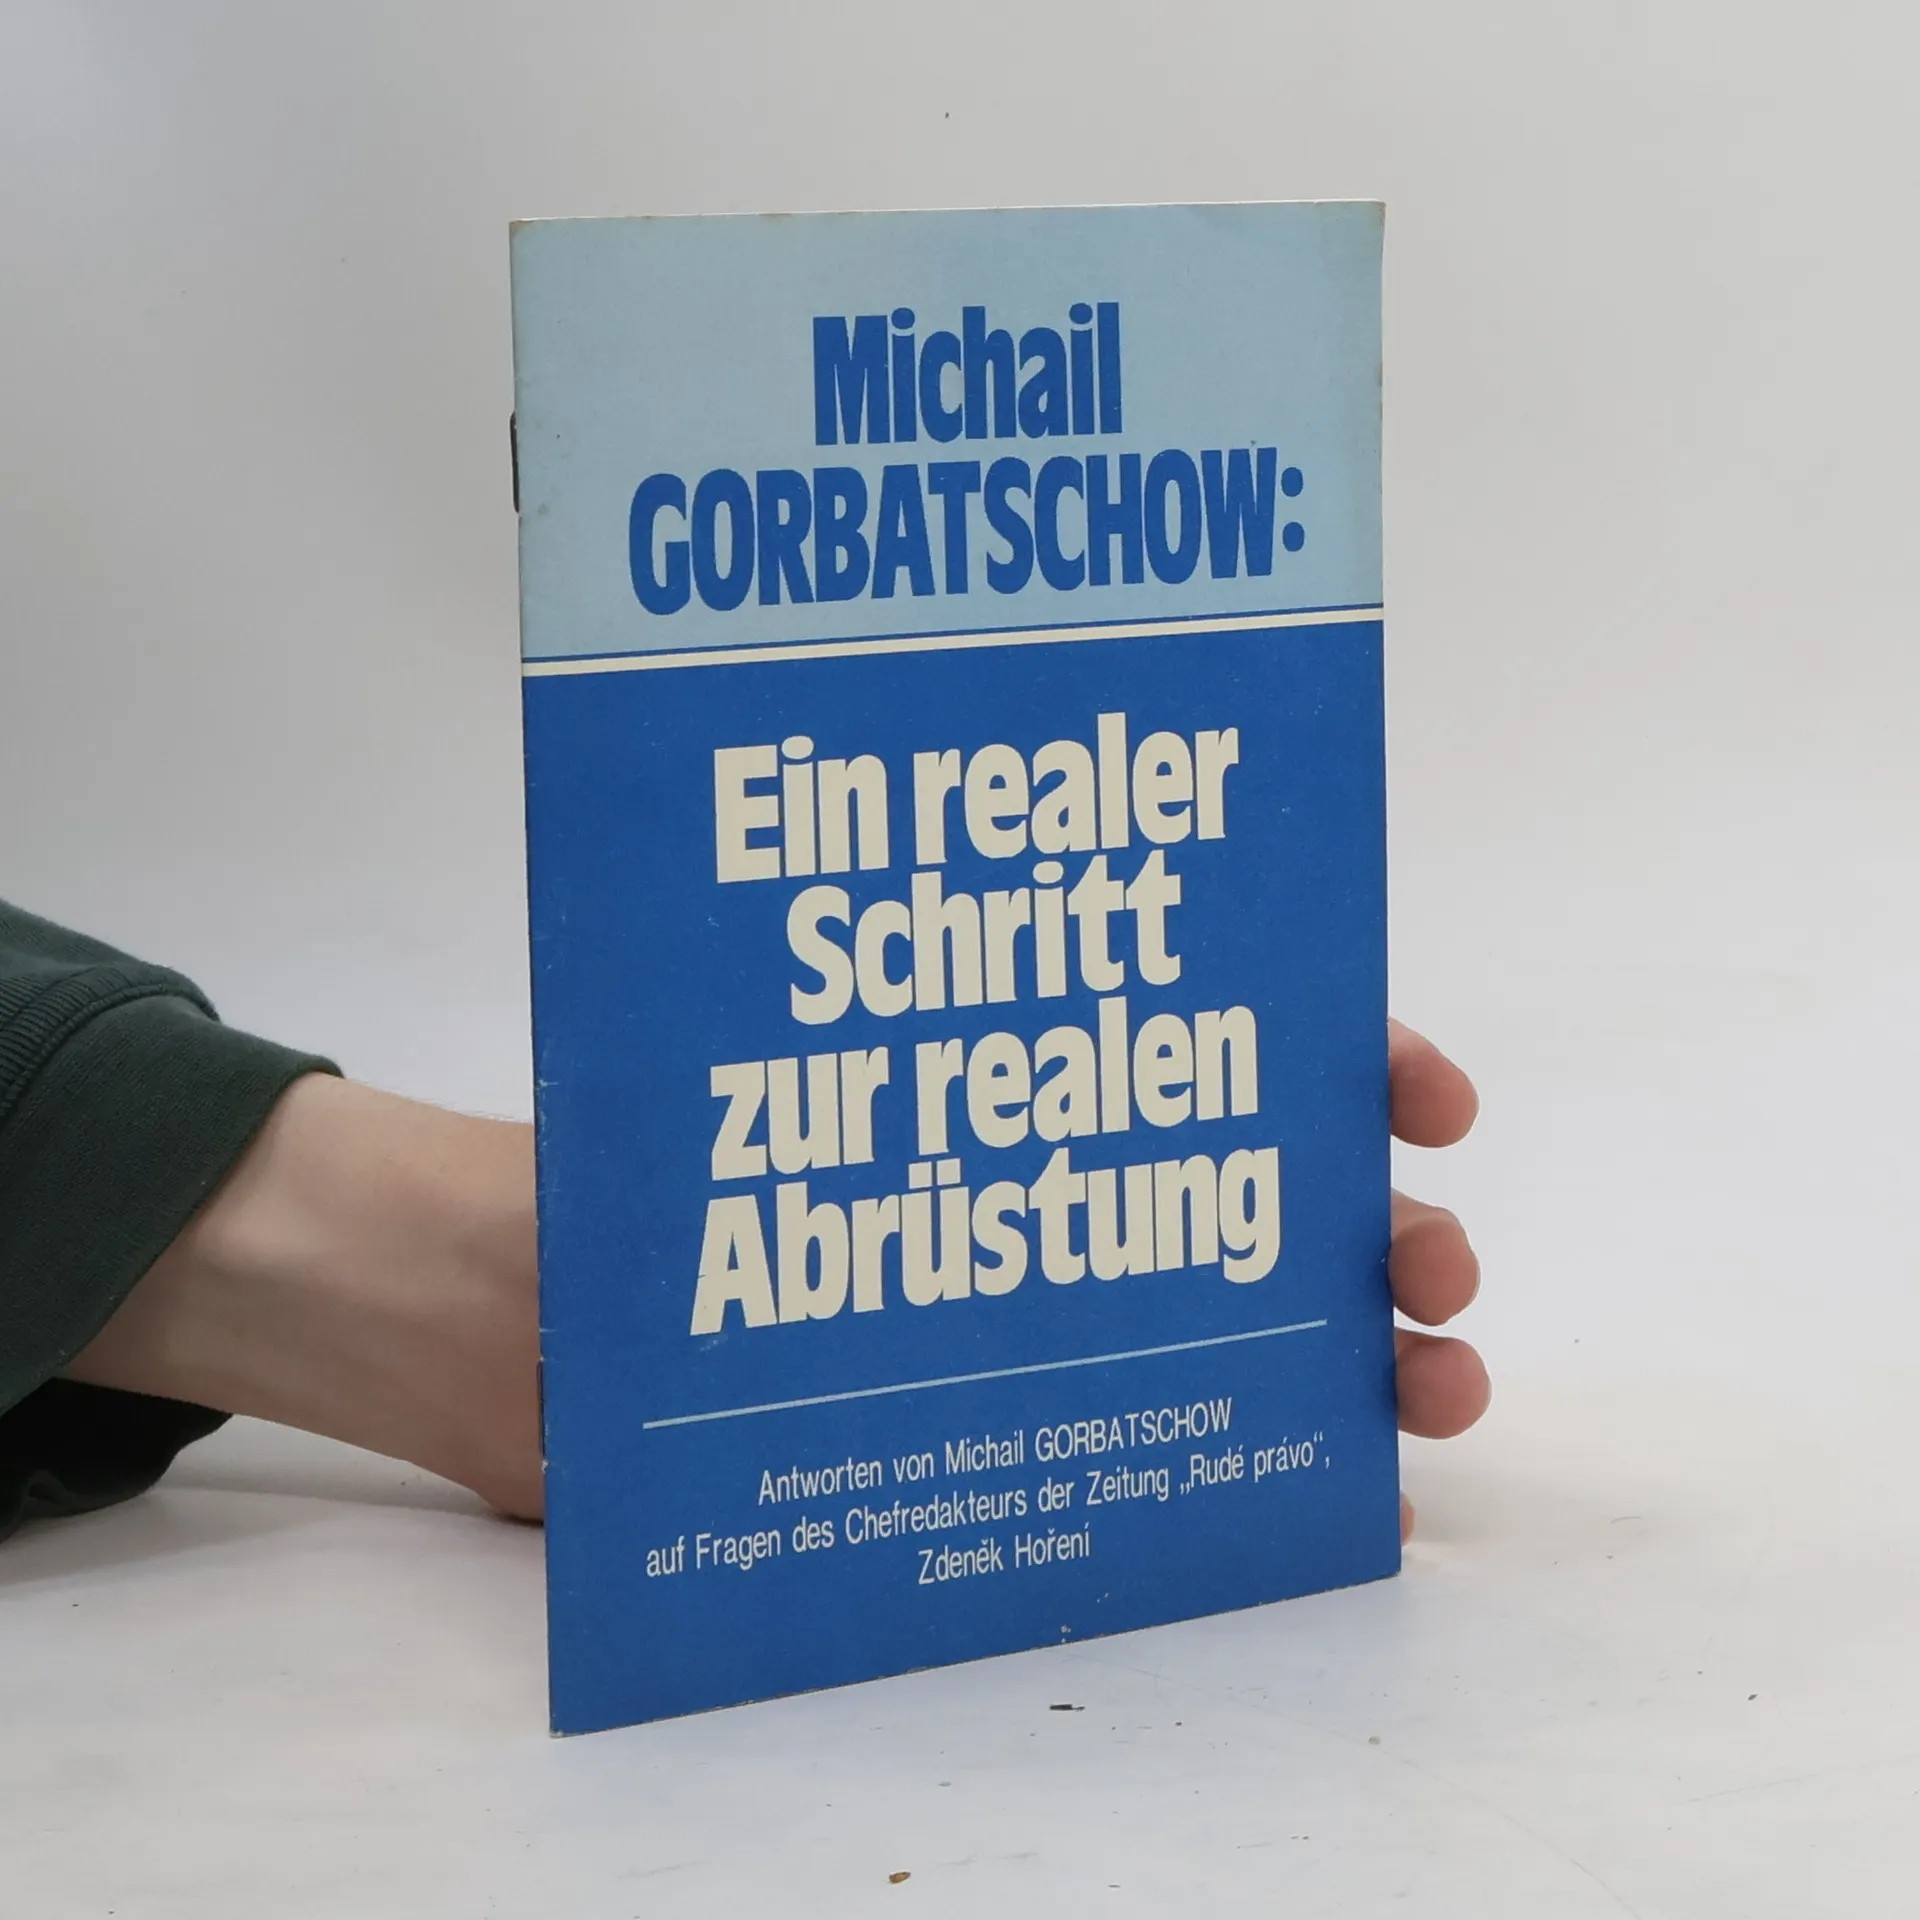 Michail
GORBATSCHOW:
Ein realer
Schritt
zur realen
Abrüstung
Antworten von Michail GORBATSCHOW
auf Fragen des Chefredakteurs der Zeitung „Rudé právo“,
Zdeněk Hoření